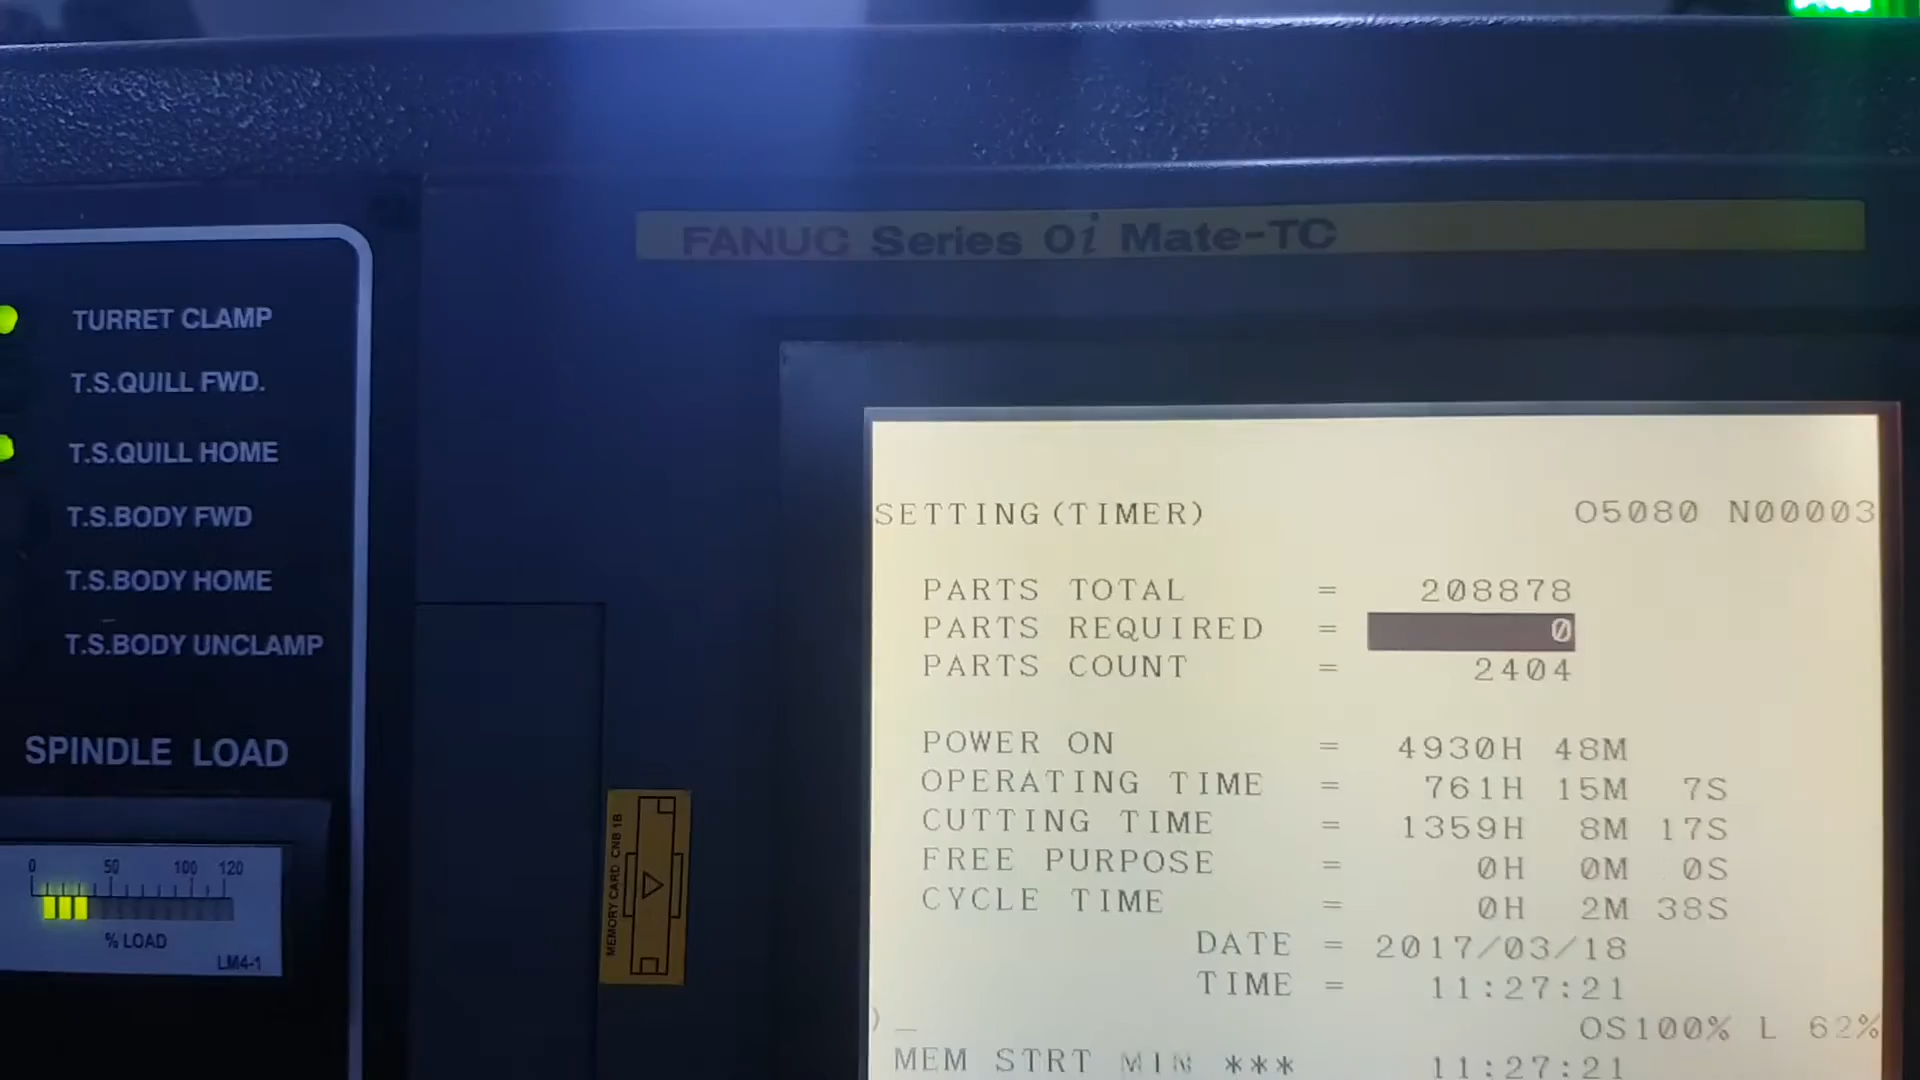 FANUC Series 0i Mate-TC
TURRET CLAMP
T.S.QUILL FWD.
T.S.QUILL HOME
T.S.BODY FWD
T.S.BODY HOME
T.S.BODY UNCLAMP
SPINDLE LOAD
0 50 100 120
% LOAD
LM4-1
MEMORY CARD CNB 1B
SETTING(TIMER) O5080 N00003
PARTS TOTAL = 208878
PARTS REQUIRED = 0
PARTS COUNT = 2404
POWER ON = 4930H 48M
OPERATING TIME = 761H 15M 7S
CUTTING TIME = 1359H 8M 17S
FREE PURPOSE = 0H 0M 0S
CYCLE TIME = 0H 2M 38S
DATE = 2017/03/18
TIME = 11:27:21
)_
OS100% L 62%
MEM STRT MIN *** 11:27:21